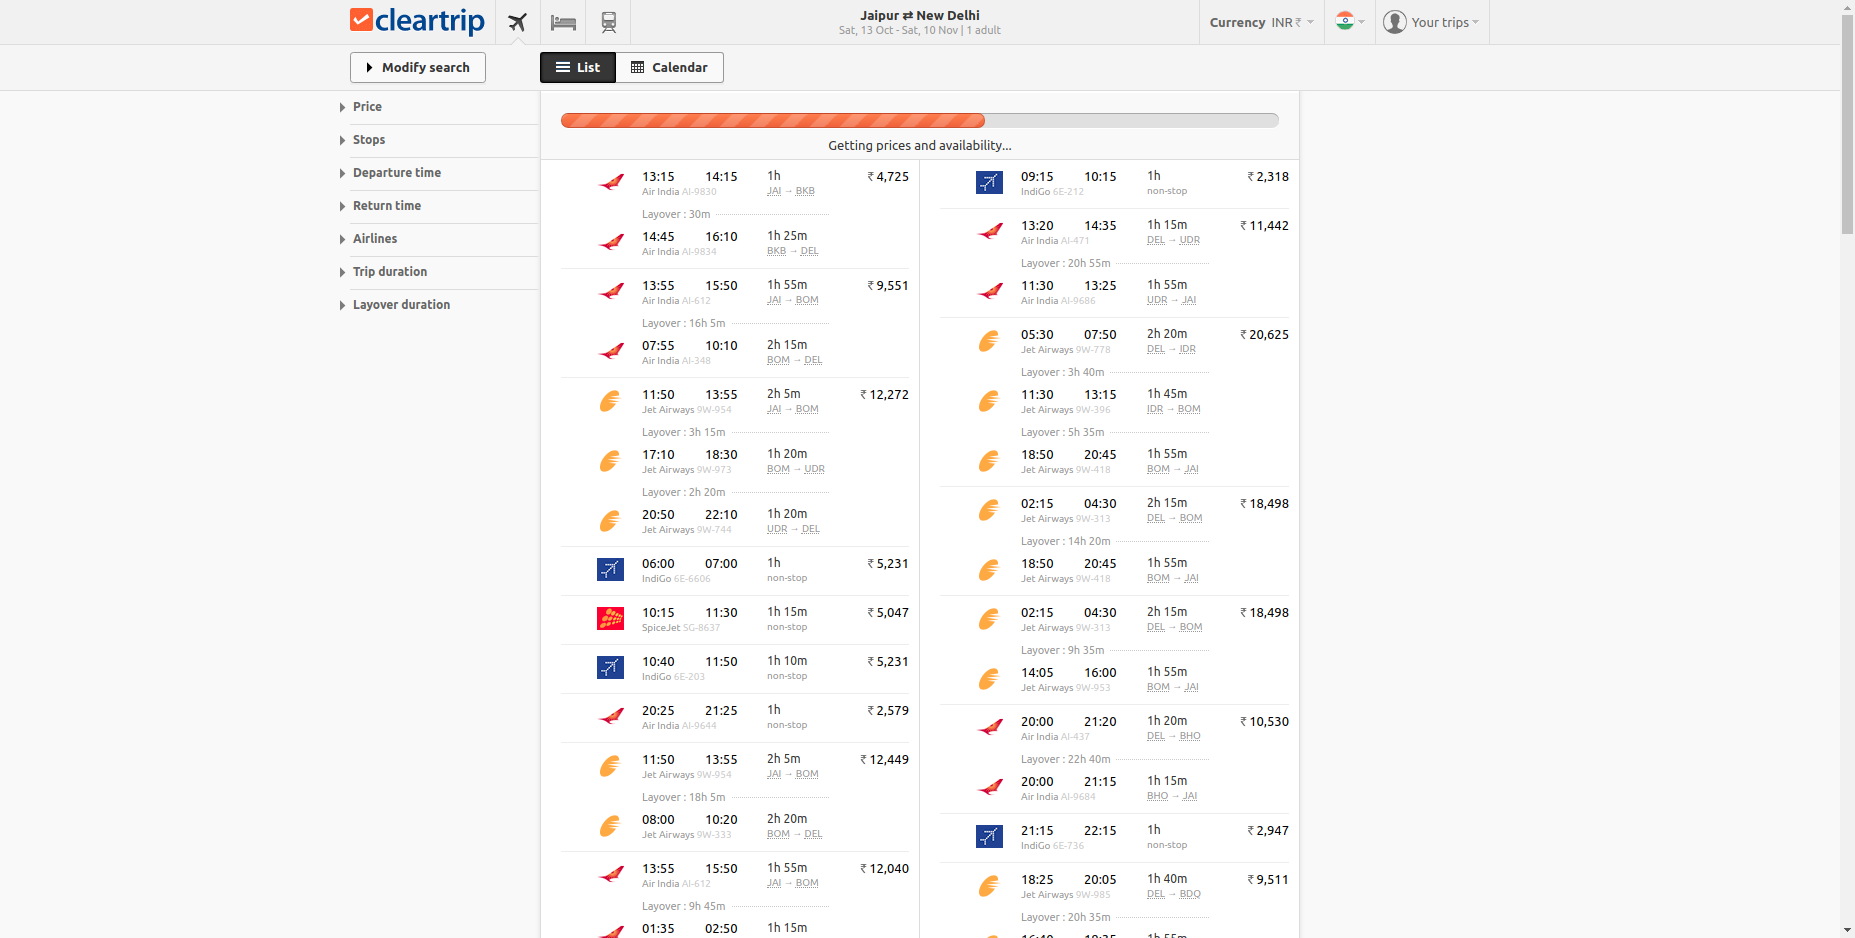 cleartrip
Jaipur ⇄ New Delhi
Sat, 13 Oct - Sat, 10 Nov | 1 adult
Currency INR ₹
Your trips
Modify search
List
Calendar
Price
Stops
Departure time
Return time
Airlines
Trip duration
Layover duration
Getting prices and availability...
13:15 14:15 1h ₹ 4,725
Air India AI-9830 JAI → BKB
Layover : 30m
14:45 16:10 1h 25m
Air India AI-9834 BKB → DEL
13:55 15:50 1h 55m ₹ 9,551
Air India AI-612 JAI → BOM
Layover : 16h 5m
07:55 10:10 2h 15m
Air India AI-348 BOM → DEL
11:50 13:55 2h 5m ₹ 12,272
Jet Airways 9W-954 JAI → BOM
Layover : 3h 15m
17:10 18:30 1h 20m
Jet Airways 9W-973 BOM → UDR
Layover : 2h 20m
20:50 22:10 1h 20m
Jet Airways 9W-744 UDR → DEL
06:00 07:00 1h ₹ 5,231
IndiGo 6E-6606 non-stop
10:15 11:30 1h 15m ₹ 5,047
SpiceJet SG-8637 non-stop
10:40 11:50 1h 10m ₹ 5,231
IndiGo 6E-203 non-stop
20:25 21:25 1h ₹ 2,579
Air India AI-9644 non-stop
11:50 13:55 2h 5m ₹ 12,449
Jet Airways 9W-954 JAI → BOM
Layover : 18h 5m
08:00 10:20 2h 20m
Jet Airways 9W-333 BOM → DEL
13:55 15:50 1h 55m ₹ 12,040
Air India AI-612 JAI → BOM
Layover : 9h 45m
01:35 02:50 1h 15m
09:15 10:15 1h ₹ 2,318
IndiGo 6E-212 non-stop
13:20 14:35 1h 15m ₹ 11,442
Air India AI-471 DEL → UDR
Layover : 20h 55m
11:30 13:25 1h 55m
Air India AI-9686 UDR → JAI
05:30 07:50 2h 20m ₹ 20,625
Jet Airways 9W-778 DEL → IDR
Layover : 3h 40m
11:30 13:15 1h 45m
Jet Airways 9W-396 IDR → BOM
Layover : 5h 35m
18:50 20:45 1h 55m
Jet Airways 9W-418 BOM → JAI
02:15 04:30 2h 15m ₹ 18,498
Jet Airways 9W-313 DEL → BOM
Layover : 14h 20m
18:50 20:45 1h 55m
Jet Airways 9W-418 BOM → JAI
02:15 04:30 2h 15m ₹ 18,498
Jet Airways 9W-313 DEL → BOM
Layover : 9h 35m
14:05 16:00 1h 55m
Jet Airways 9W-953 BOM → JAI
20:00 21:20 1h 20m ₹ 10,530
Air India AI-437 DEL → BHO
Layover : 22h 40m
20:00 21:15 1h 15m
Air India AI-9684 BHO → JAI
21:15 22:15 1h ₹ 2,947
IndiGo 6E-736 non-stop
18:25 20:05 1h 40m ₹ 9,511
Jet Airways 9W-985 DEL → BDQ
Layover : 20h 35m